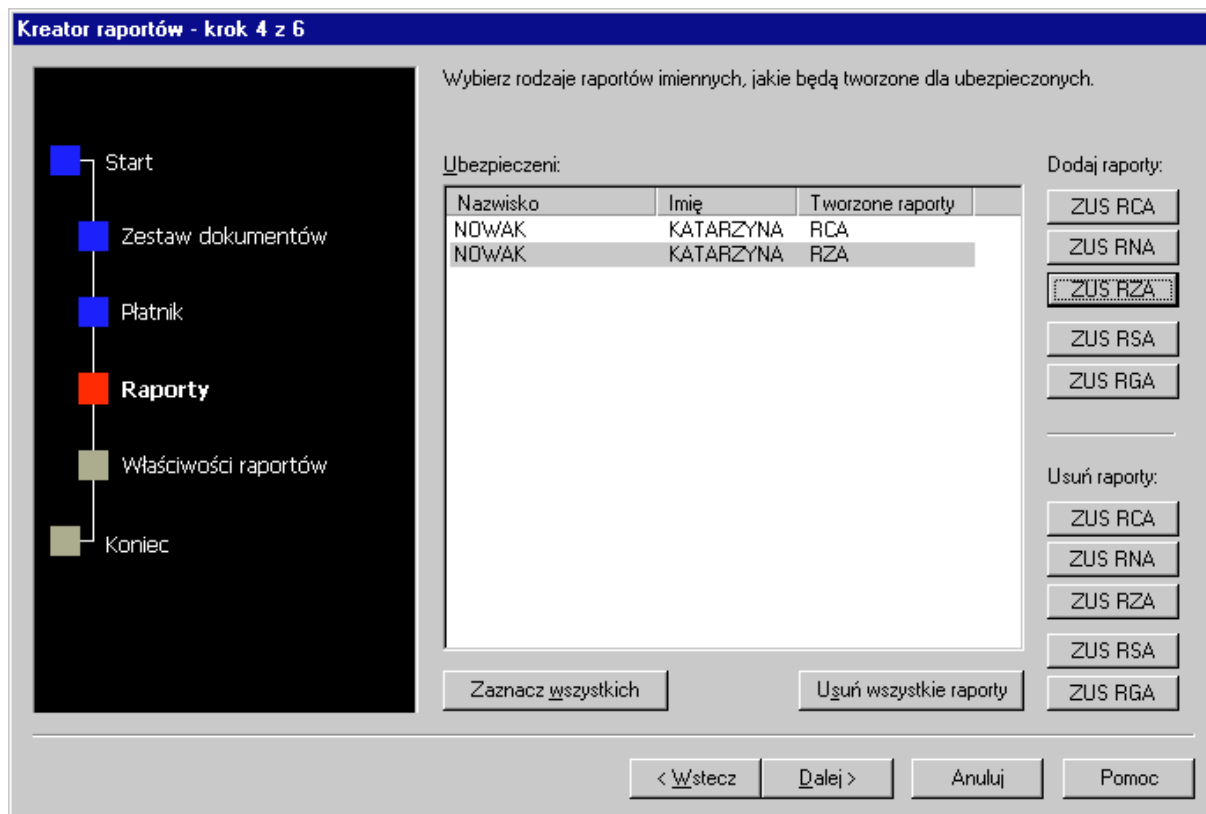 Kreator raportów - krok 4 z 6
Start
Zestaw dokumentów
Płatnik
Raporty
Właściwości raportów
Koniec
Wybierz rodzaje raportów imiennych, jakie będą tworzone dla ubezpieczonych.
Ubezpieczeni:
Nazwisko Imię Tworzone raporty
NOWAK KATARZYNA RCA
NOWAK KATARZYNA RZA
Zaznacz wszystkich Usuń wszystkie raporty
Dodaj raporty:
ZUS RCA
ZUS RNA
ZUS RZA
ZUS RSA
ZUS RGA
Usuń raporty:
ZUS RCA
ZUS RNA
ZUS RZA
ZUS RSA
ZUS RGA
< Wstecz Dalej > Anuluj Pomoc